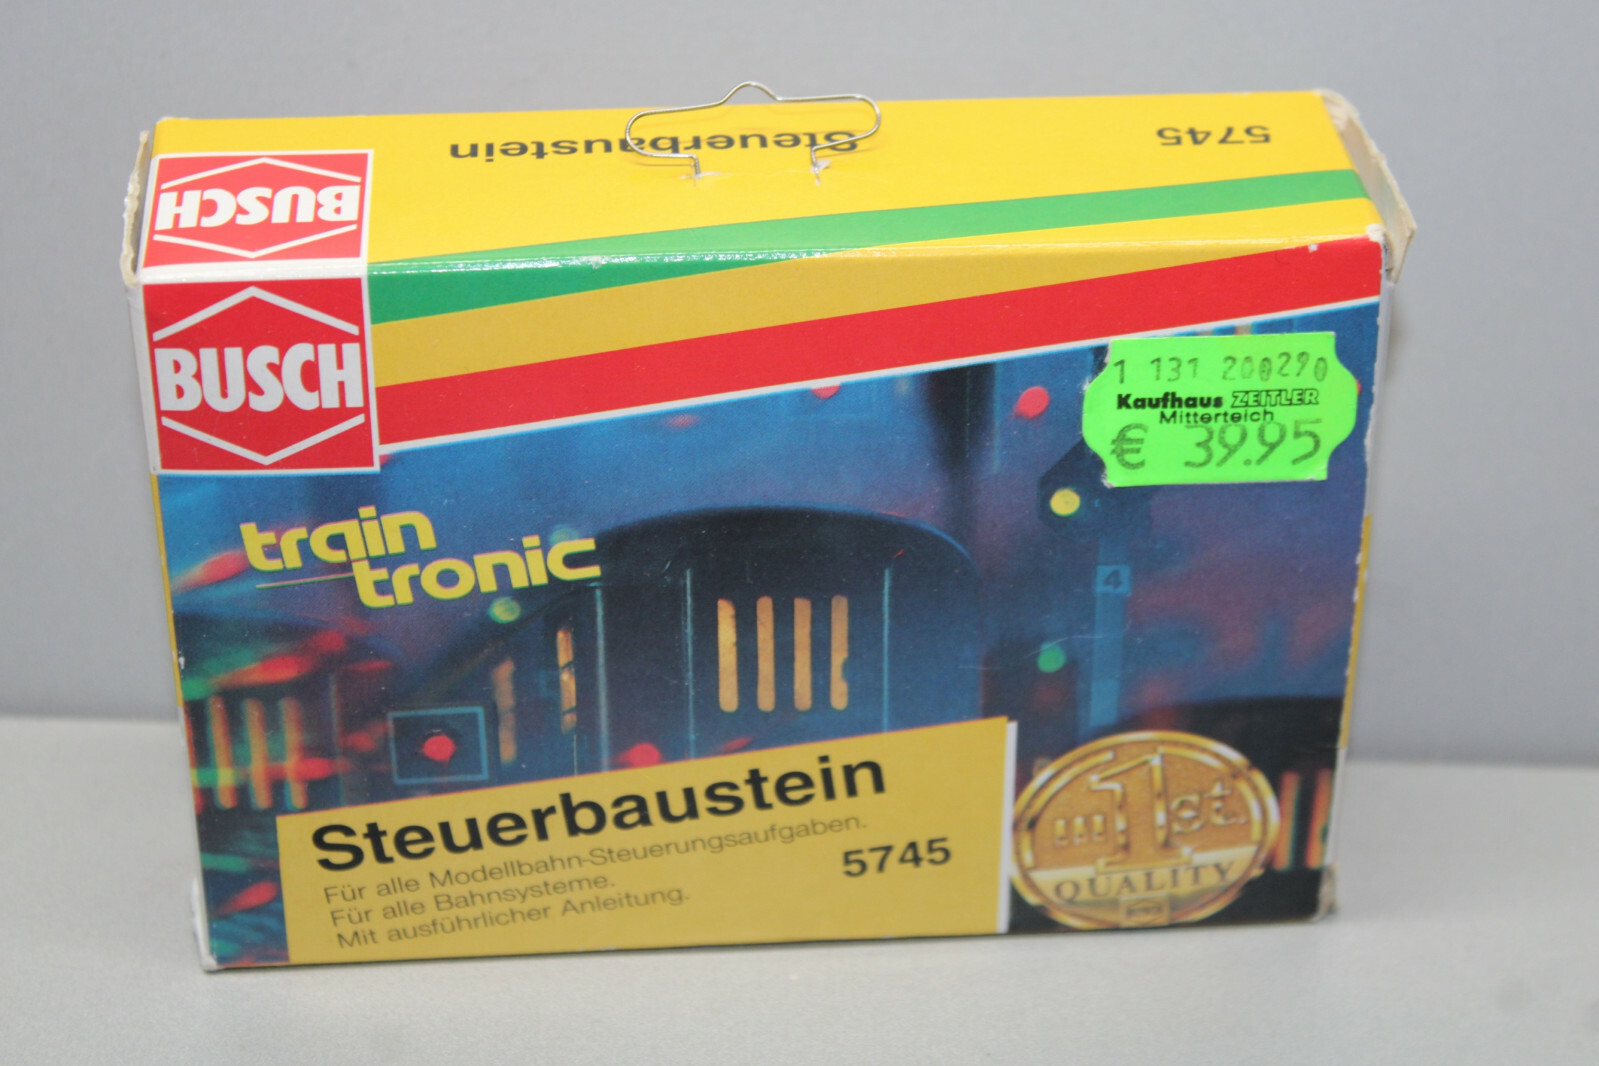 Steuerbaustein
5745
BUSCH
BUSCH
1 131 200290
Kaufhaus ZEITLER
Mitterteich
€ 39.95
train
tronic
4
Steuerbaustein
Für alle Modellbahn-Steuerungsaufgaben.
Für alle Bahnsysteme.
Mit ausführlicher Anleitung.
5745
in 1st.
QUALITY